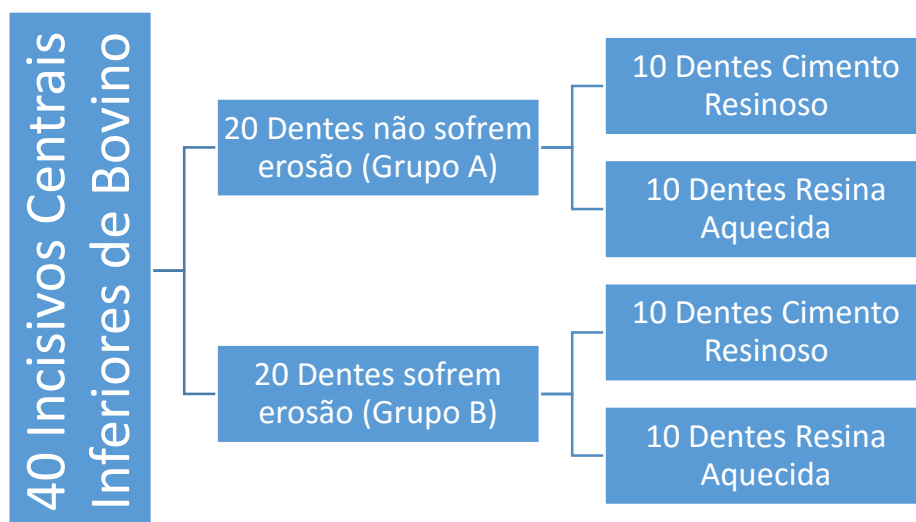 40 Incisivos Centrais
Inferiores de Bovino
20 Dentes não sofrem
erosão (Grupo A)
10 Dentes Cimento
Resinoso
10 Dentes Resina
Aquecida
20 Dentes sofrem
erosão (Grupo B)
10 Dentes Cimento
Resinoso
10 Dentes Resina
Aquecida